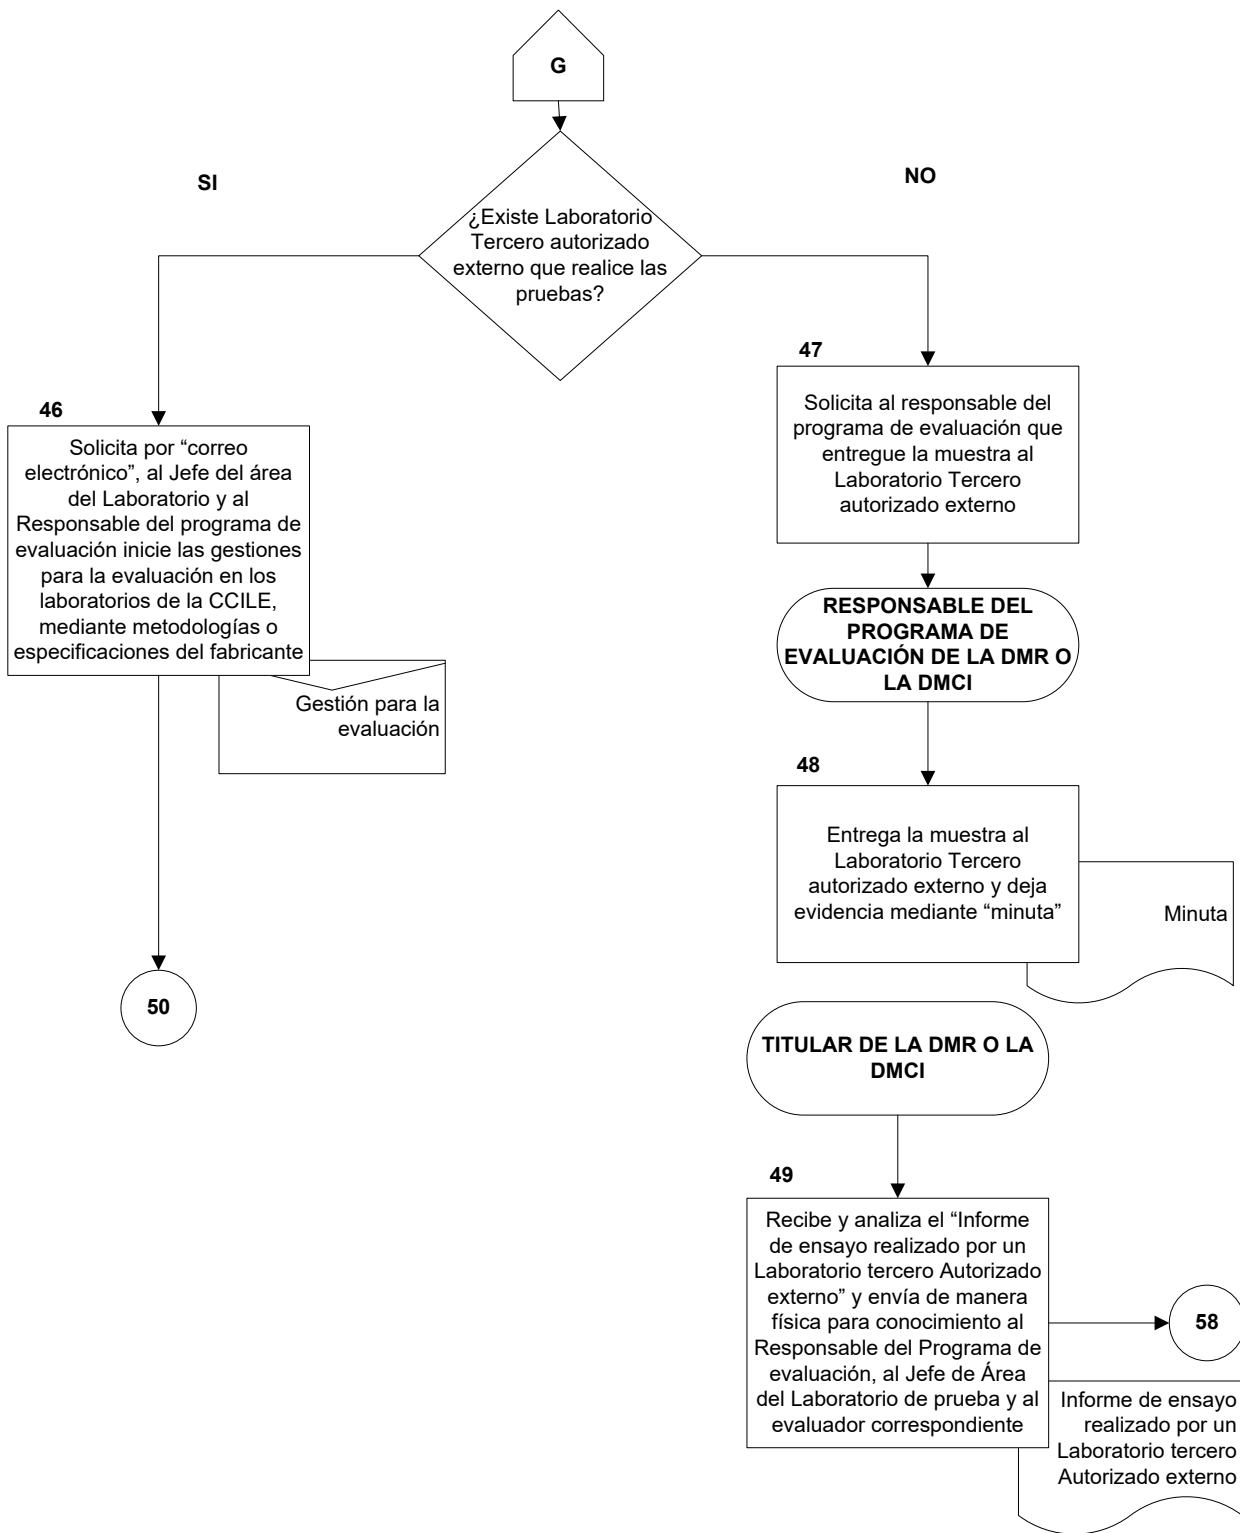 G
SI
NO
¿Existe Laboratorio
Tercero autorizado
externo que realice las
pruebas?
46
Solicita por “correo
electrónico”, al Jefe del área
del Laboratorio y al
Responsable del programa de
evaluación inicie las gestiones
para la evaluación en los
laboratorios de la CCILE,
mediante metodologías o
especificaciones del fabricante
Gestión para la
evaluación
50
47
Solicita al responsable del
programa de evaluación que
entregue la muestra al
Laboratorio Tercero
autorizado externo
RESPONSABLE DEL
PROGRAMA DE
EVALUACIÓN DE LA DMR O
LA DMCI
48
Entrega la muestra al
Laboratorio Tercero
autorizado externo y deja
evidencia mediante “minuta”
Minuta
TITULAR DE LA DMR O LA
DMCI
49
Recibe y analiza el “Informe
de ensayo realizado por un
Laboratorio tercero Autorizado
externo” y envía de manera
física para conocimiento al
Responsable del Programa de
evaluación, al Jefe de Área
del Laboratorio de prueba y al
evaluador correspondiente
58
Informe de ensayo
realizado por un
Laboratorio tercero
Autorizado externo